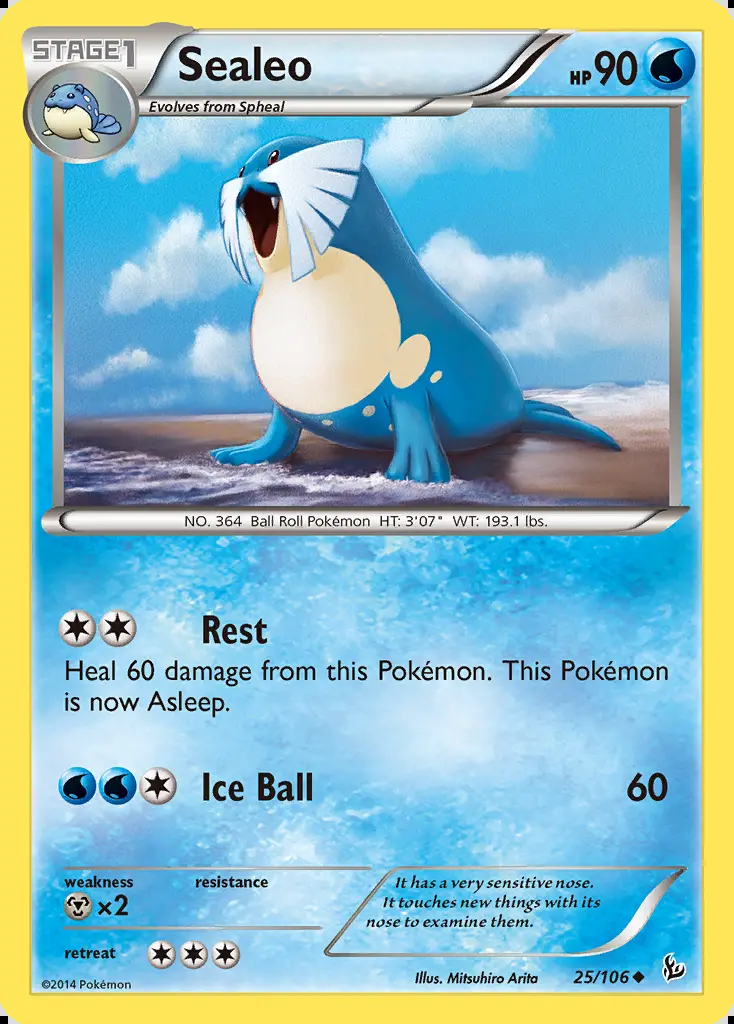 STAGE1
Sealeo
HP90
Evolves from Spheal
NO. 364 Ball Roll Pokémon HT: 3'07" WT: 193.1 lbs.
Rest
Heal 60 damage from this Pokémon. This Pokémon
is now Asleep.
Ice Ball 60
weakness resistance
×2
It has a very sensitive nose.
It touches new things with its
nose to examine them.
retreat
©2014 Pokémon
Illus. Mitsuhiro Arita
25/106